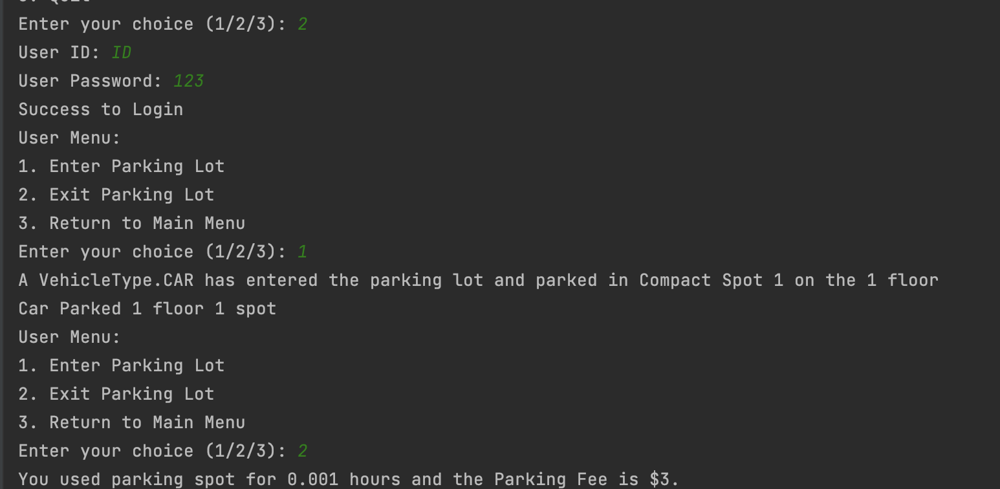 3. Quit
Enter your choice (1/2/3): 2
User ID: ID
User Password: 123
Success to Login
User Menu:
1. Enter Parking Lot
2. Exit Parking Lot
3. Return to Main Menu
Enter your choice (1/2/3): 1
A VehicleType.CAR has entered the parking lot and parked in Compact Spot 1 on the 1 floor
Car Parked 1 floor 1 spot
User Menu:
1. Enter Parking Lot
2. Exit Parking Lot
3. Return to Main Menu
Enter your choice (1/2/3): 2
You used parking spot for 0.001 hours and the Parking Fee is $3.